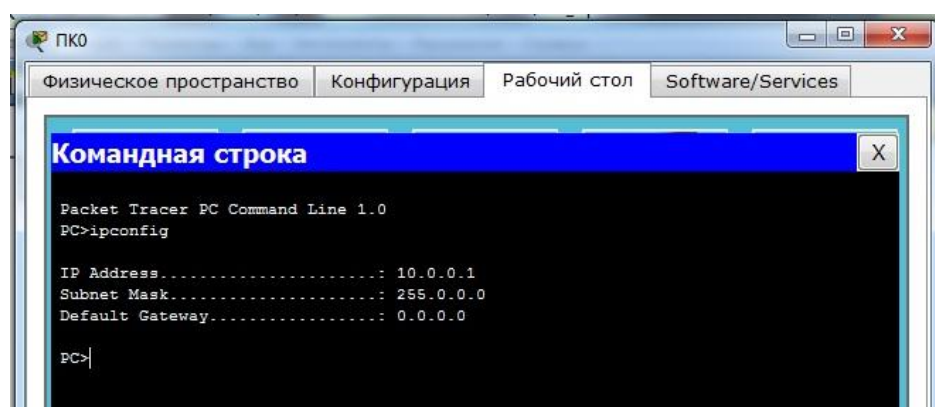 ПК0
Физическое пространство Конфигурация Рабочий стол Software/Services
Командная строка X
Packet Tracer PC Command Line 1.0
PC>ipconfig
IP Address......................: 10.0.0.1
Subnet Mask.....................: 255.0.0.0
Default Gateway.................: 0.0.0.0
PC>